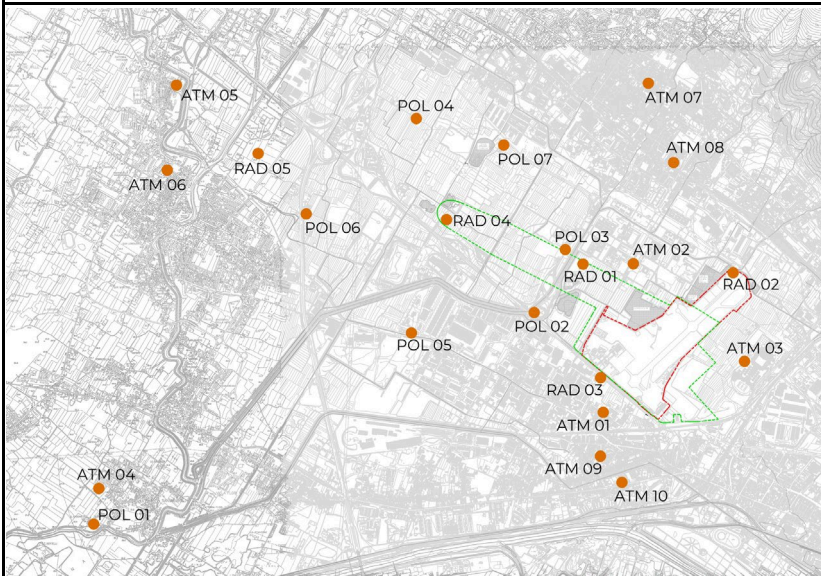 ATM 05
ATM 07
POL 04
ATM 08
POL 07
RAD 05
ATM 06
RAD 04
POL 06
POL 03
ATM 02
RAD 01
RAD 02
POL 02
POL 05
ATM 03
RAD 03
ATM 01
ATM 09
ATM 04
ATM 10
POL 01